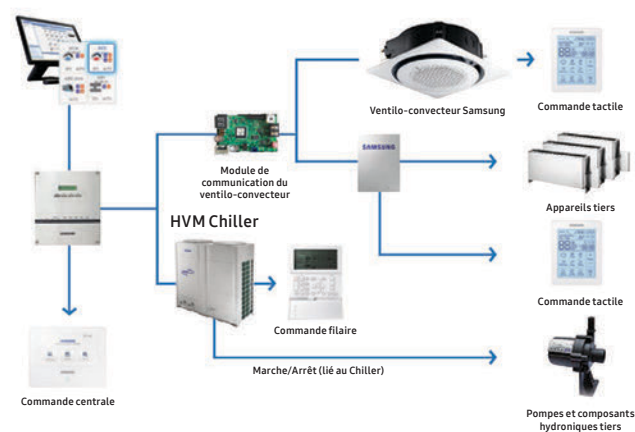 Ventilo-convecteur Samsung
Commande tactile
Module de
communication du
ventilo-convecteur
SAMSUNG
Appareils tiers
HVM Chiller
Commande tactile
Commande filaire
Marche/Arrêt (lié au Chiller)
Commande centrale
Pompes et composants
hydroniques tiers